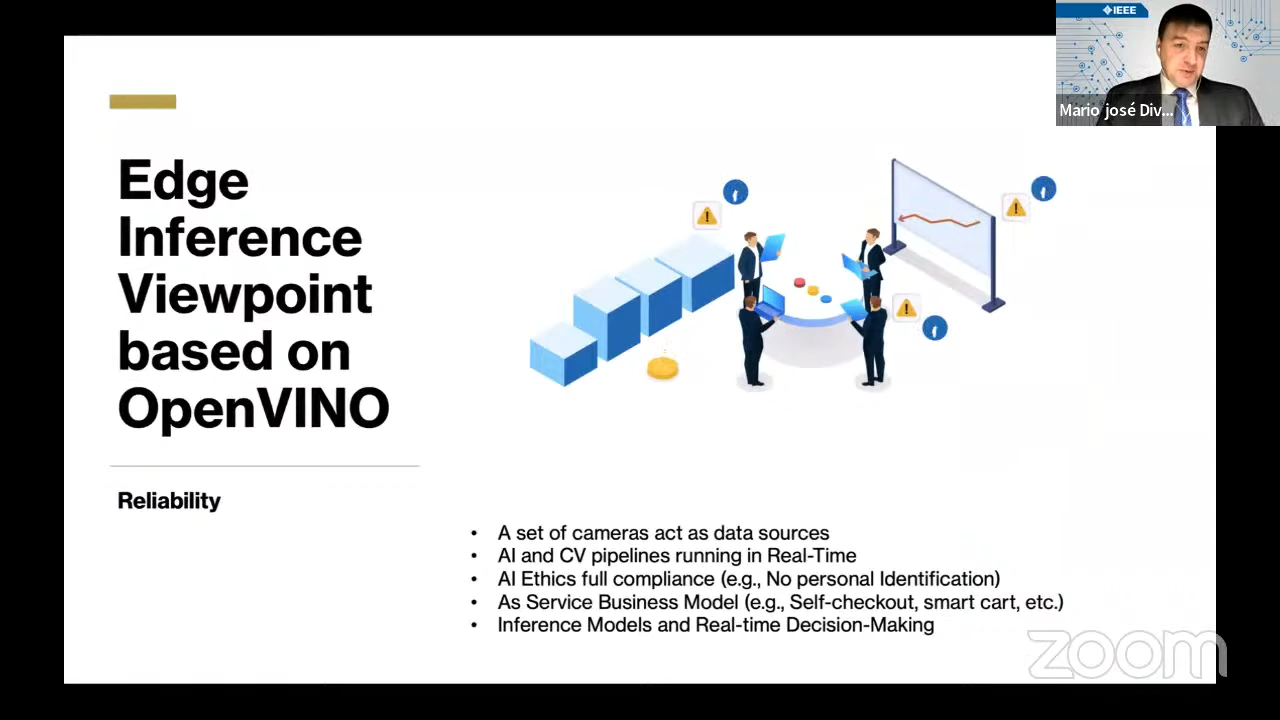 IEEE
Mario josé Div...
Edge
Inference
Viewpoint
based on
OpenVINO
Reliability
• A set of cameras act as data sources
• AI and CV pipelines running in Real-Time
• AI Ethics full compliance (e.g., No personal Identification)
• As Service Business Model (e.g., Self-checkout, smart cart, etc.)
• Inference Models and Real-time Decision-Making
zoom